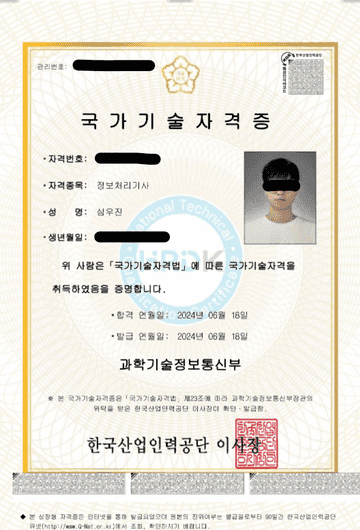 관리번호:
국 가 기 술 자 격 증
· 자격번호:
· 자격종목: 정보처리기사
· 성 명: 심우진
· 생년월일:
위 사람은 「국가기술자격법」에 따른 국가기술자격을
취득하였음을 증명합니다.
· 합격 연월일: 2024년 06월 18일
· 발급 연월일: 2024년 06월 18일
과학기술정보통신부
※ 본 국가기술자격증은 「국가기술자격법」 제23조에 따라 과학기술정보통신부장관의
위탁을 받은 한국산업인력공단 이사장이 확인·발급함.
한국산업인력공단 이사장
◆ 본 상장형 자격증은 인터넷을 통해 발급되었으며 원본의 진위여부는 발급일로부터 90일간 한국산업인력공단
큐넷(http://www.Q-Net.or.kr)에서 조회, 확인하시기 바랍니다.